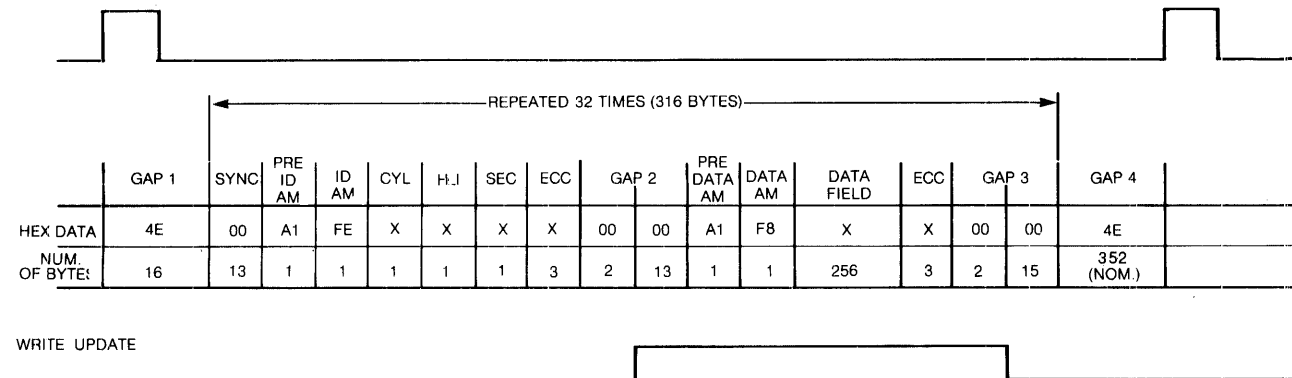 REPEATED 32 TIMES (316 BYTES)
GAP 1 SYNC PRE ID AM ID AM CYL SEC ECC GAP 2 PRE DATA AM DATA AM DATA FIELD ECC GAP 3 GAP 4
HEX DATA 4E 00 A1 FE X X X X 00 00 A1 F8 X X 00 00 4E
NUM. OF BYTES 16 13 1 1 1 1 1 3 2 13 1 1 256 3 2 15 352 (NOM.)
WRITE UPDATE